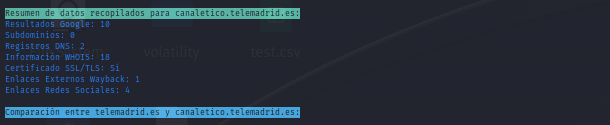 Resumen de datos recopilados para canaletico.telemadrid.es:
Resultados Google: 10
Subdominios: 0
Registros DNS: 2
volatility
test.csv
Información WHOIS: 18
Certificado SSL/TLS: Sí
Enlaces Externos Wayback: 1
Enlaces Redes Sociales: 4
Comparación entre telemadrid.es y canaletico.telemadrid.es: